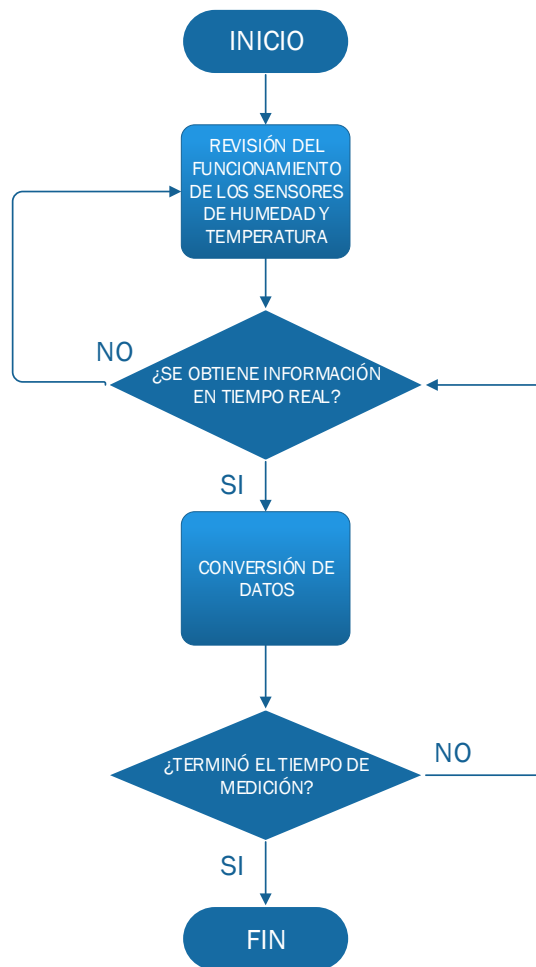 INICIO
REVISIÓN DEL
FUNCIONAMIENTO
DE LOS SENSORES
DE HUMEDAD Y
TEMPERATURA
NO
¿SE OBTIENE INFORMACIÓN
EN TIEMPO REAL?
SI
CONVERSIÓN DE
DATOS
¿TERMINÓ EL TIEMPO DE
MEDICIÓN?
NO
SI
FIN